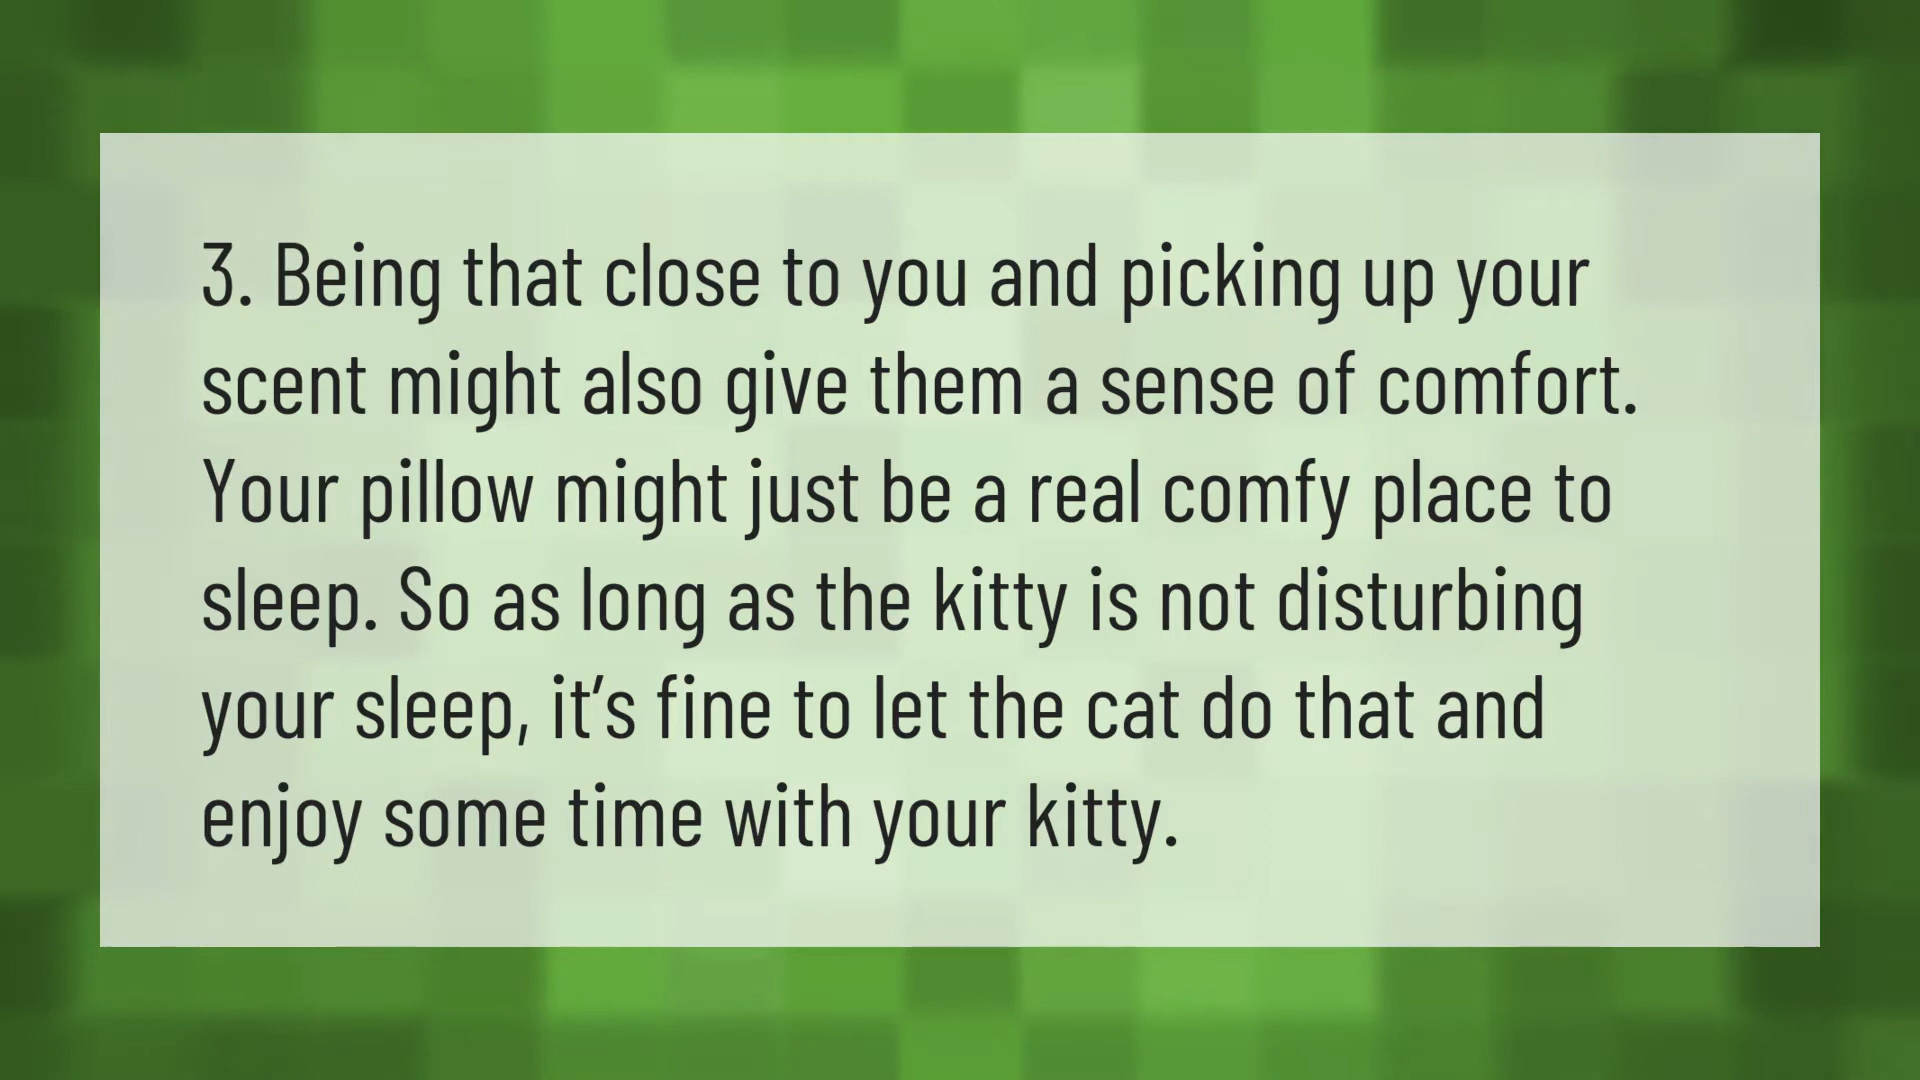 3. Being that close to you and picking up your
scent might also give them a sense of comfort.
Your pillow might just be a real comfy place to
sleep. So as long as the kitty is not disturbing
your sleep, it’s fine to let the cat do that and
enjoy some time with your kitty.